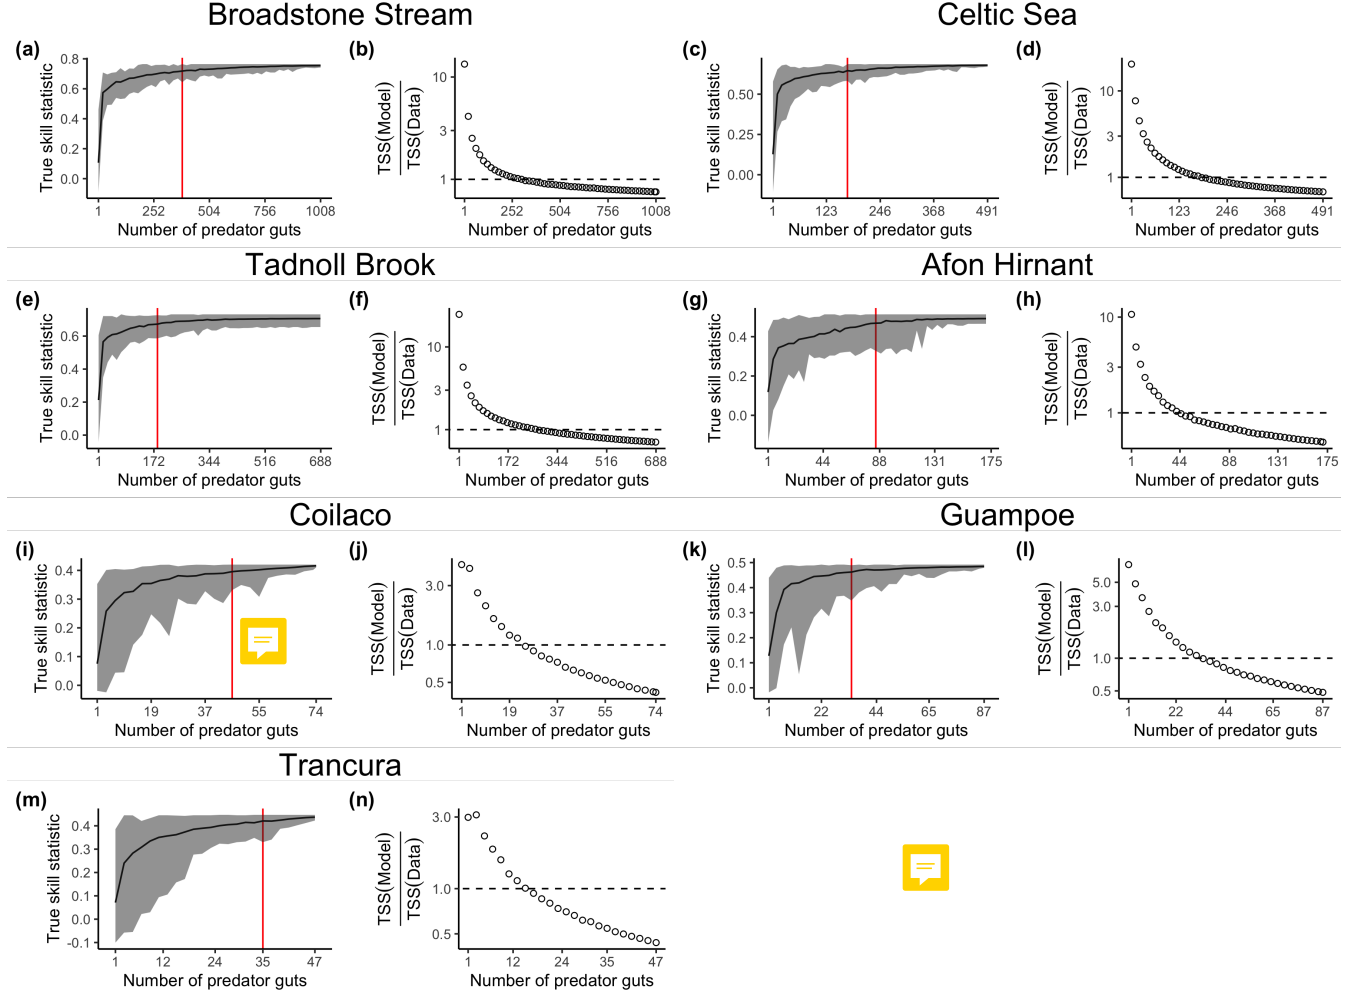 Broadstone Stream
Celtic Sea
(a)
(b)
(c)
(d)
True skill statistic
0.8
0.6
0.4
0.2
0.0
1 252 504 756 1008
Number of predator guts
TSS(Model)
TSS(Data)
10
3
1
1 252 504 756 1008
Number of predator guts
True skill statistic
0.50
0.25
0.00
1 123 246 368 491
Number of predator guts
TSS(Model)
TSS(Data)
10
1
1 123 246 368 491
Number of predator guts
Tadnoll Brook
Afon Hirnant
(e)
(f)
(g)
(h)
True skill statistic
0.6
0.4
0.2
0.0
1 172 344 516 688
Number of predator guts
TSS(Model)
TSS(Data)
10
3
1
1 172 344 516 688
Number of predator guts
True skill statistic
0.4
0.2
0.0
1 44 88 131 175
Number of predator guts
TSS(Model)
TSS(Data)
10
3
1
1 44 88 131 175
Number of predator guts
Coilaco
Guampoe
(i)
(j)
(k)
(l)
True skill statistic
0.4
0.3
0.2
0.1
0.0
1 19 37 55 74
Number of predator guts
TSS(Model)
TSS(Data)
3.0
1.0
0.5
1 19 37 55 74
Number of predator guts
True skill statistic
0.5
0.4
0.3
0.2
0.1
0.0
1 22 44 65 87
Number of predator guts
TSS(Model)
TSS(Data)
5.0
3.0
1.0
0.5
1 22 44 65 87
Number of predator guts
Trancura
(m)
(n)
True skill statistic
0.4
0.3
0.2
0.1
0.0
-0.1
1 12 24 35 47
Number of predator guts
TSS(Model)
TSS(Data)
3.0
1.0
0.5
1 12 24 35 47
Number of predator guts